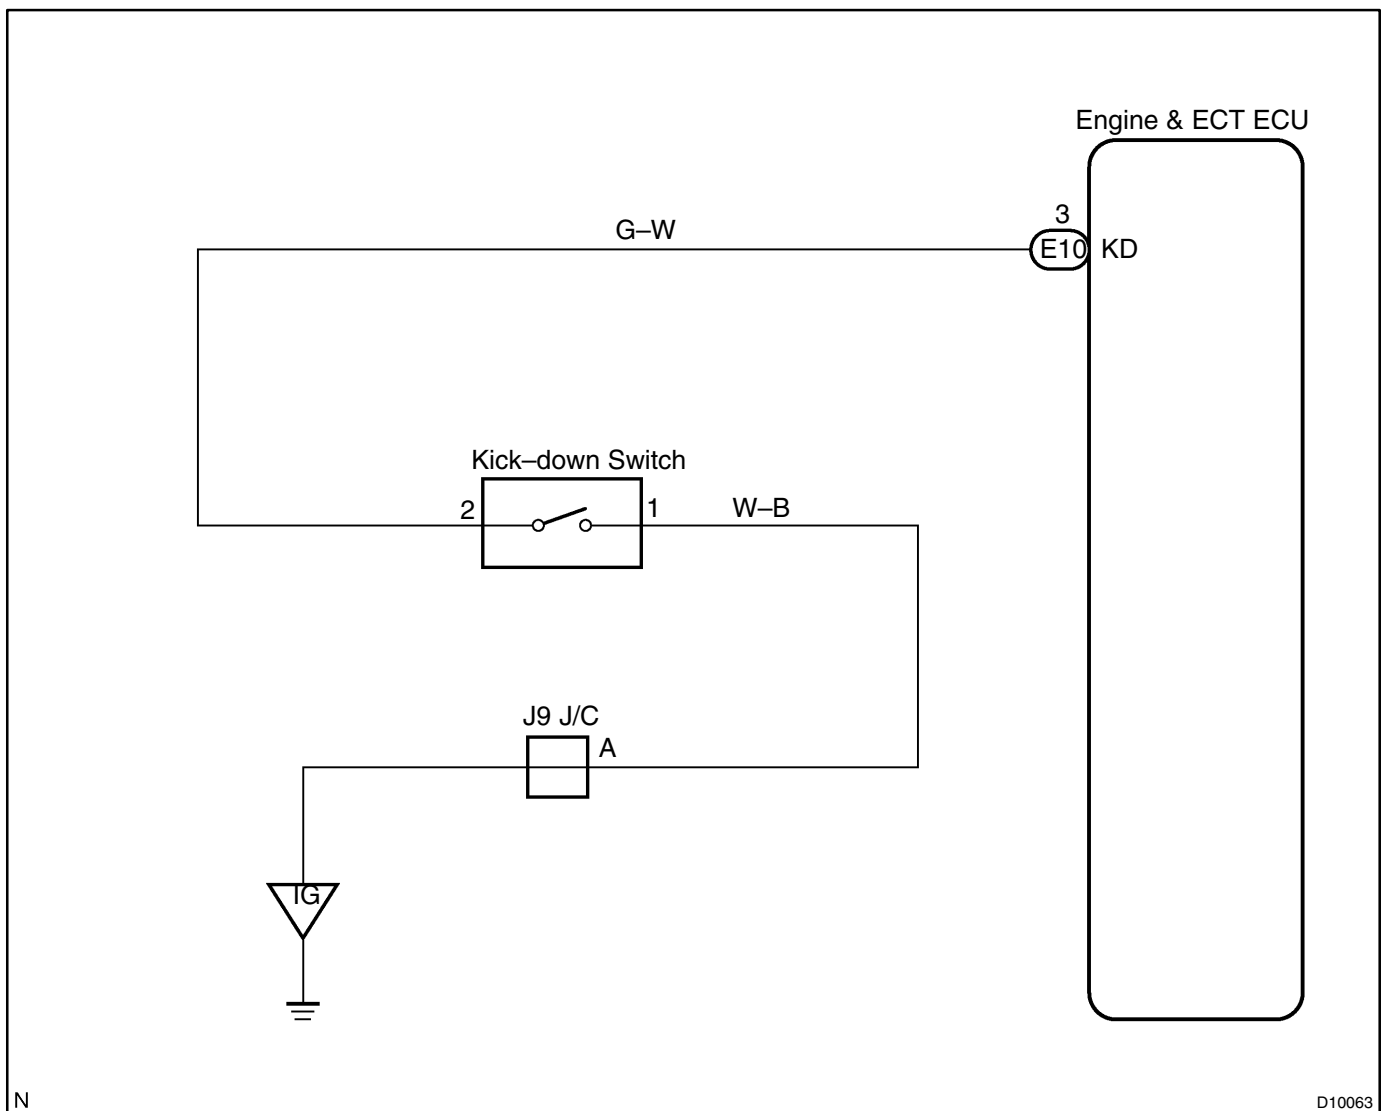 Engine & ECT ECU
3
G–W
E10 KD
Kick–down Switch
2
1
W–B
J9 J/C
A
IG
N
D10063